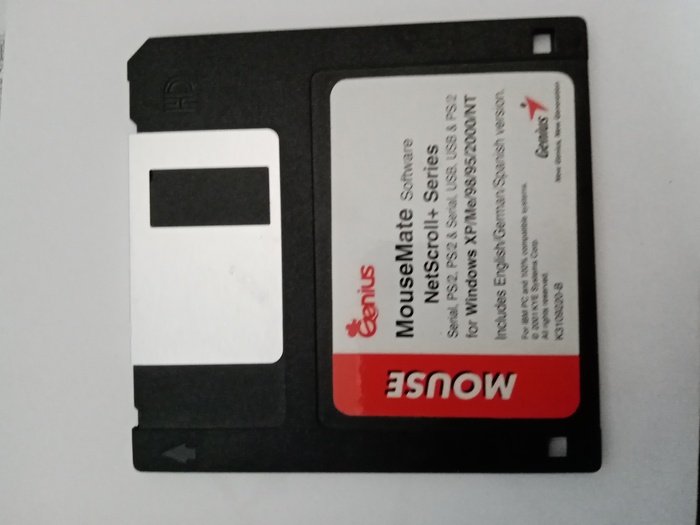 HD
Genius
MouseMate Software
NetScroll+ Series
Serial, PS/2, PS/2 & Serial, USB, USB & PS/2
for Windows XP/Me/98/95/2000/NT
Includes English/German/Spanish version.
For IBM PC and 100% compatible systems.
© 2001 KYE Systems Corp.
All rights reserved.
K3106220-B
Genius
New Genius, New Generation
MOUSE